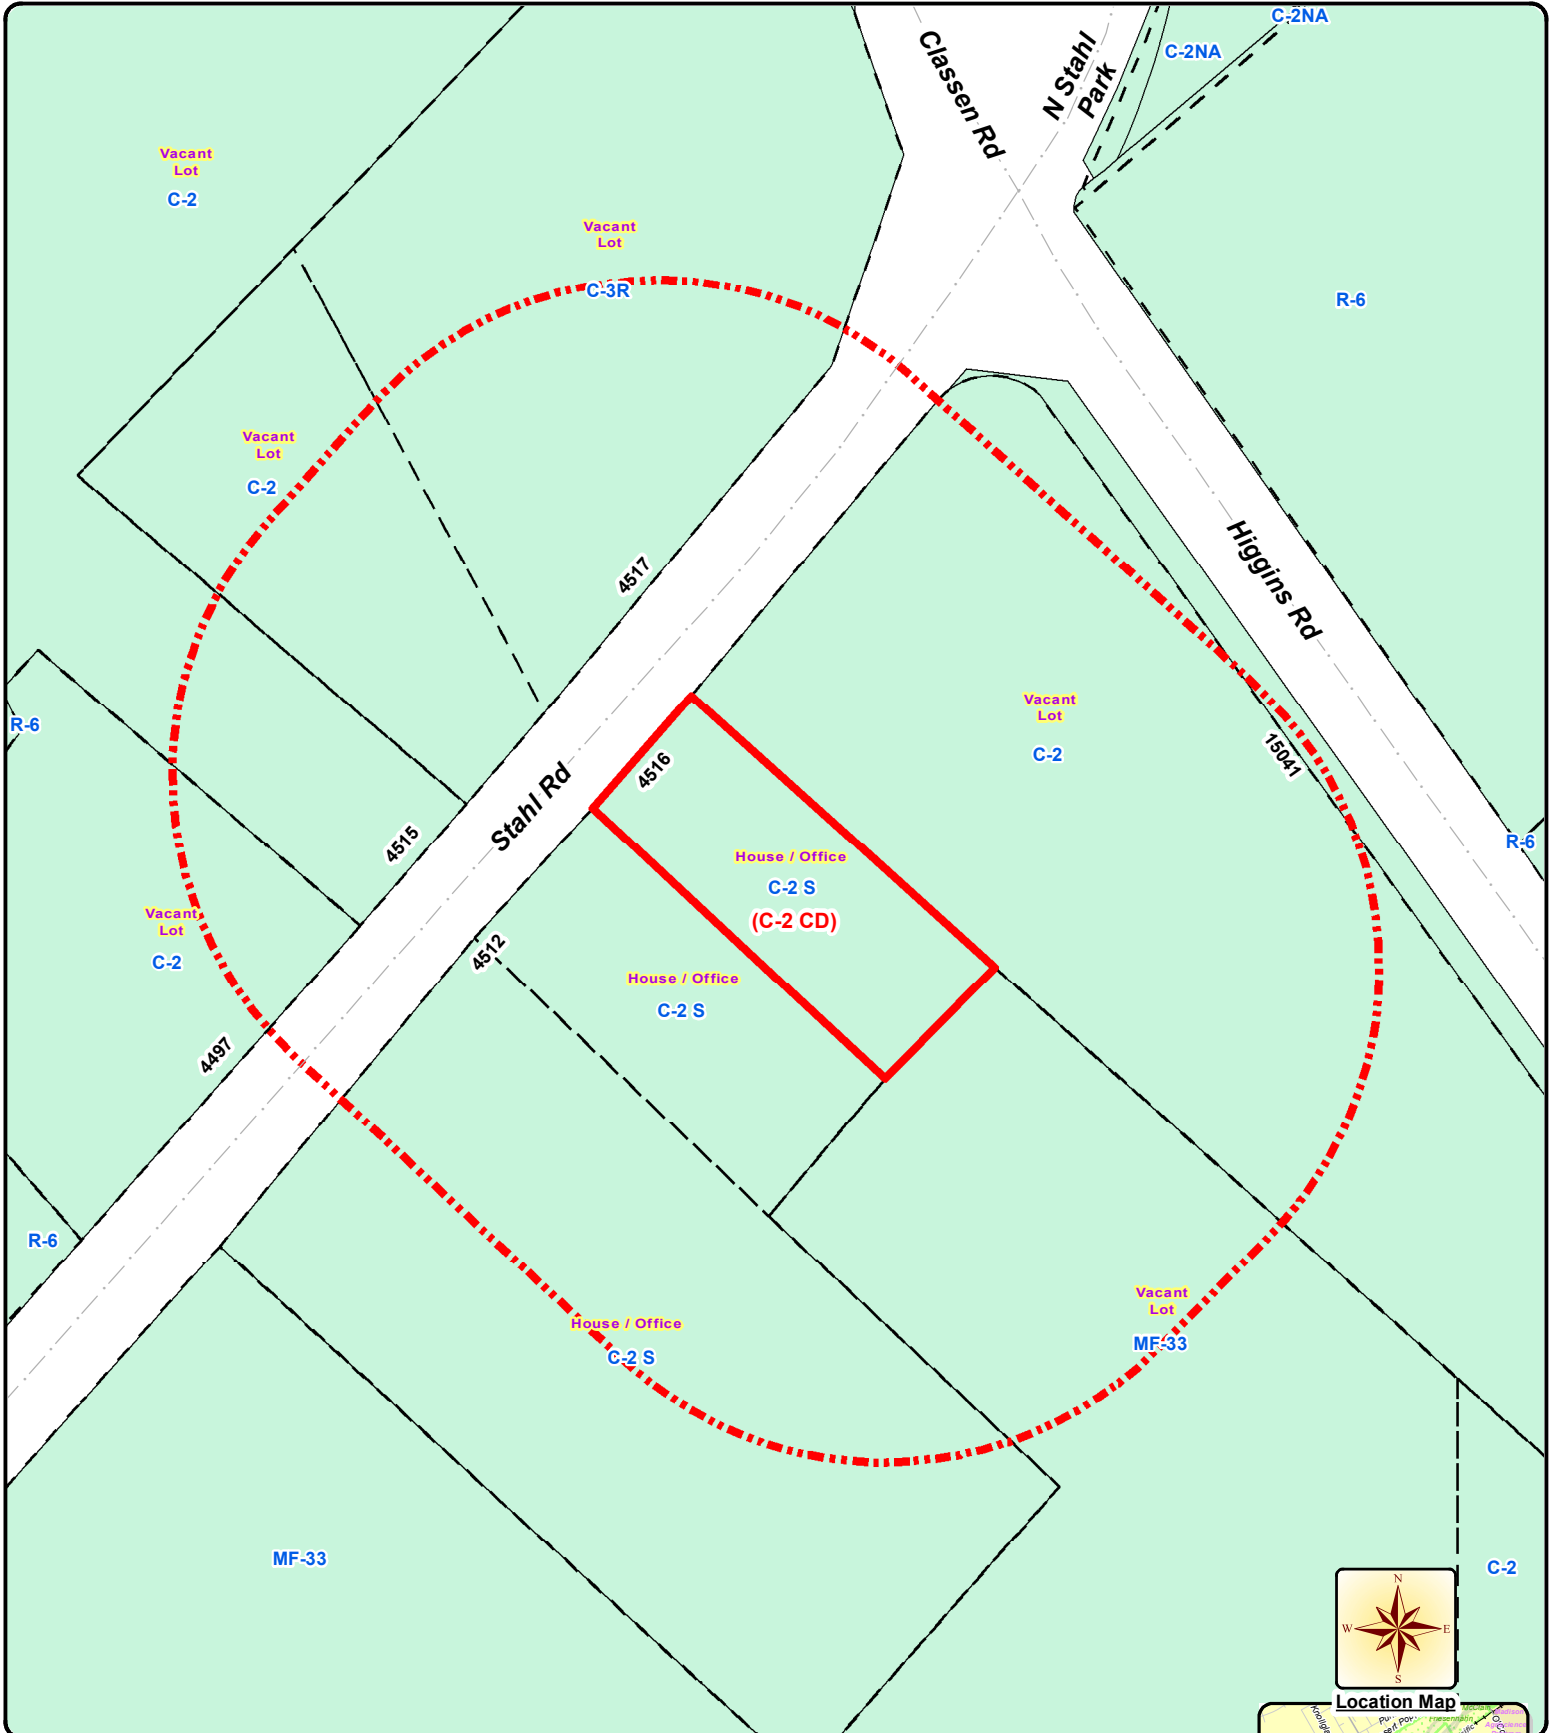 C-2NA
C-2NA
Classen Rd
N Stahl
Park
Vacant
Lot
C-2
Vacant
Lot
C-3R
R-6
Vacant
Lot
C-2
4517
Higgins Rd
R-6
Vacant
Lot
C-2
15041
4516
Stahl Rd
4515
R-6
House / Office
C-2 S
(C-2 CD)
Vacant
Lot
C-2
4512
House / Office
C-2 S
4497
R-6
Vacant
Lot
MF-33
House / Office
C-2 S
MF-33
C-2
N
W
E
S
Location Map